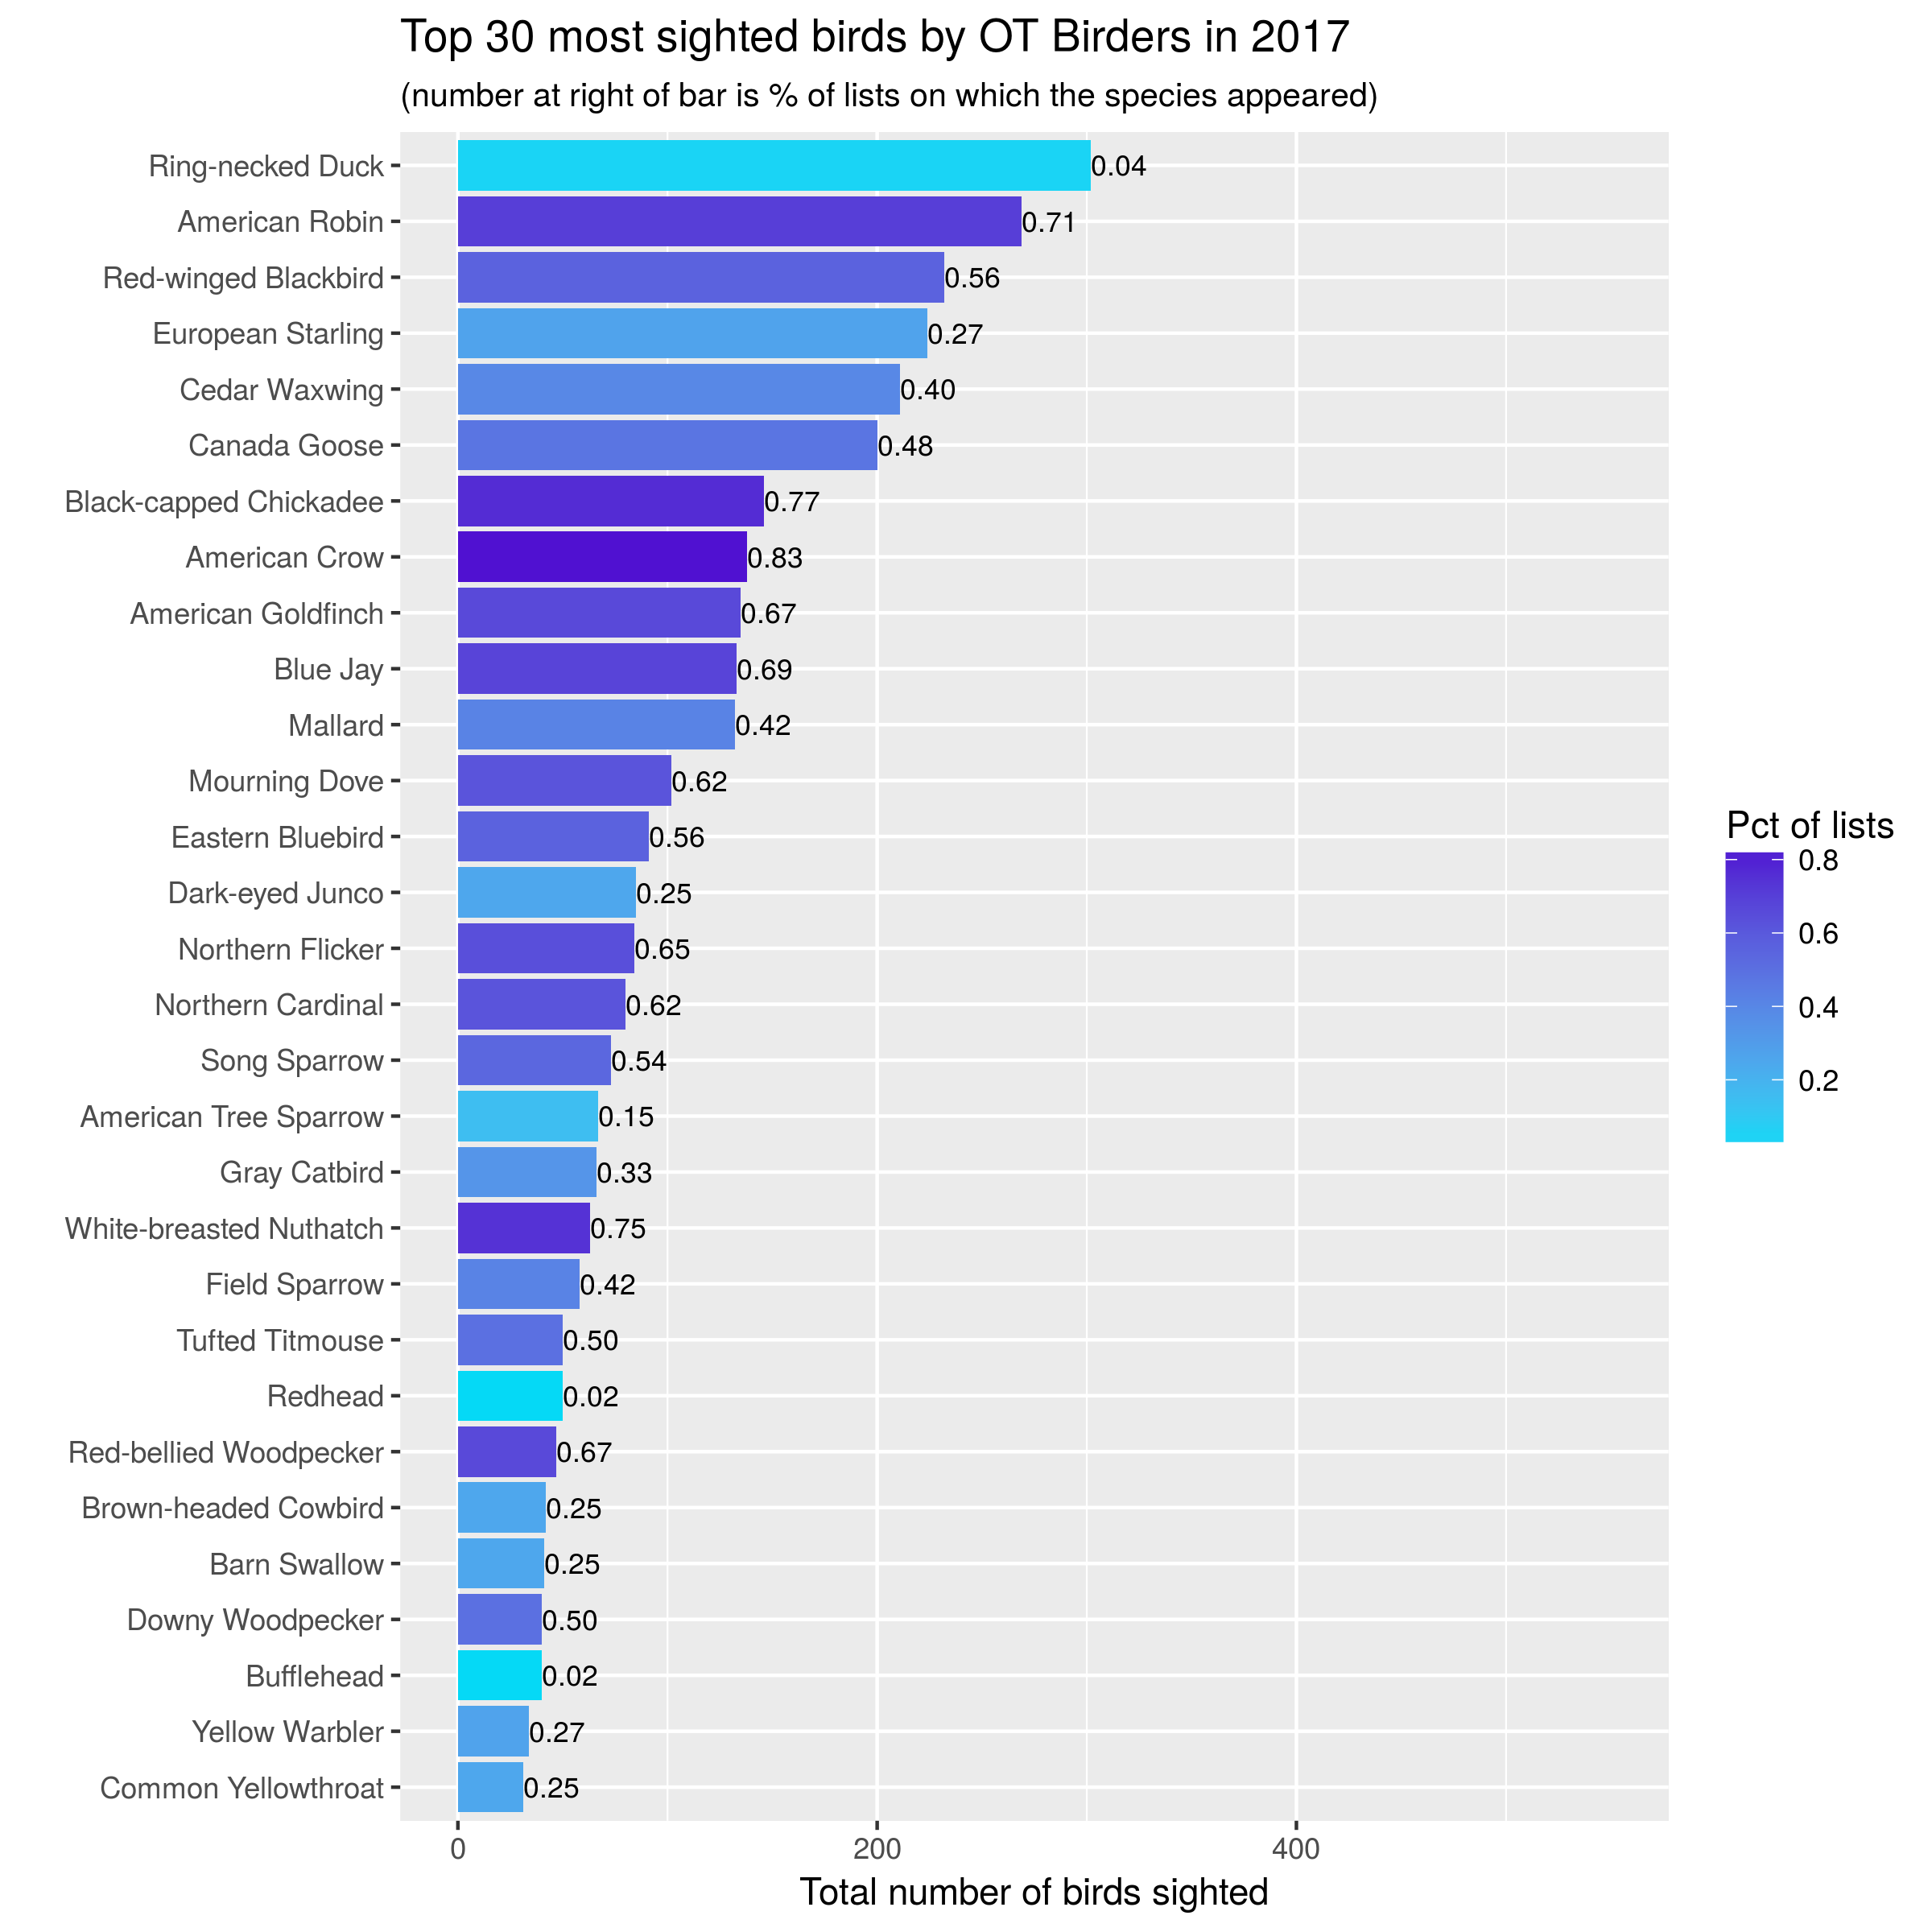 Top 30 most sighted birds by OT Birders in 2017
(number at right of bar is % of lists on which the species appeared)
Ring-necked Duck 0.04
American Robin 0.71
Red-winged Blackbird 0.56
European Starling 0.27
Cedar Waxwing 0.40
Canada Goose 0.48
Black-capped Chickadee 0.77
American Crow 0.83
American Goldfinch 0.67
Blue Jay 0.69
Mallard 0.42
Mourning Dove 0.62
Eastern Bluebird 0.56
Dark-eyed Junco 0.25
Northern Flicker 0.65
Northern Cardinal 0.62
Song Sparrow 0.54
American Tree Sparrow 0.15
Gray Catbird 0.33
White-breasted Nuthatch 0.75
Field Sparrow 0.42
Tufted Titmouse 0.50
Redhead 0.02
Red-bellied Woodpecker 0.67
Brown-headed Cowbird 0.25
Barn Swallow 0.25
Downy Woodpecker 0.50
Bufflehead 0.02
Yellow Warbler 0.27
Common Yellowthroat 0.25
0 200 400
Total number of birds sighted
Pct of lists
0.8
0.6
0.4
0.2